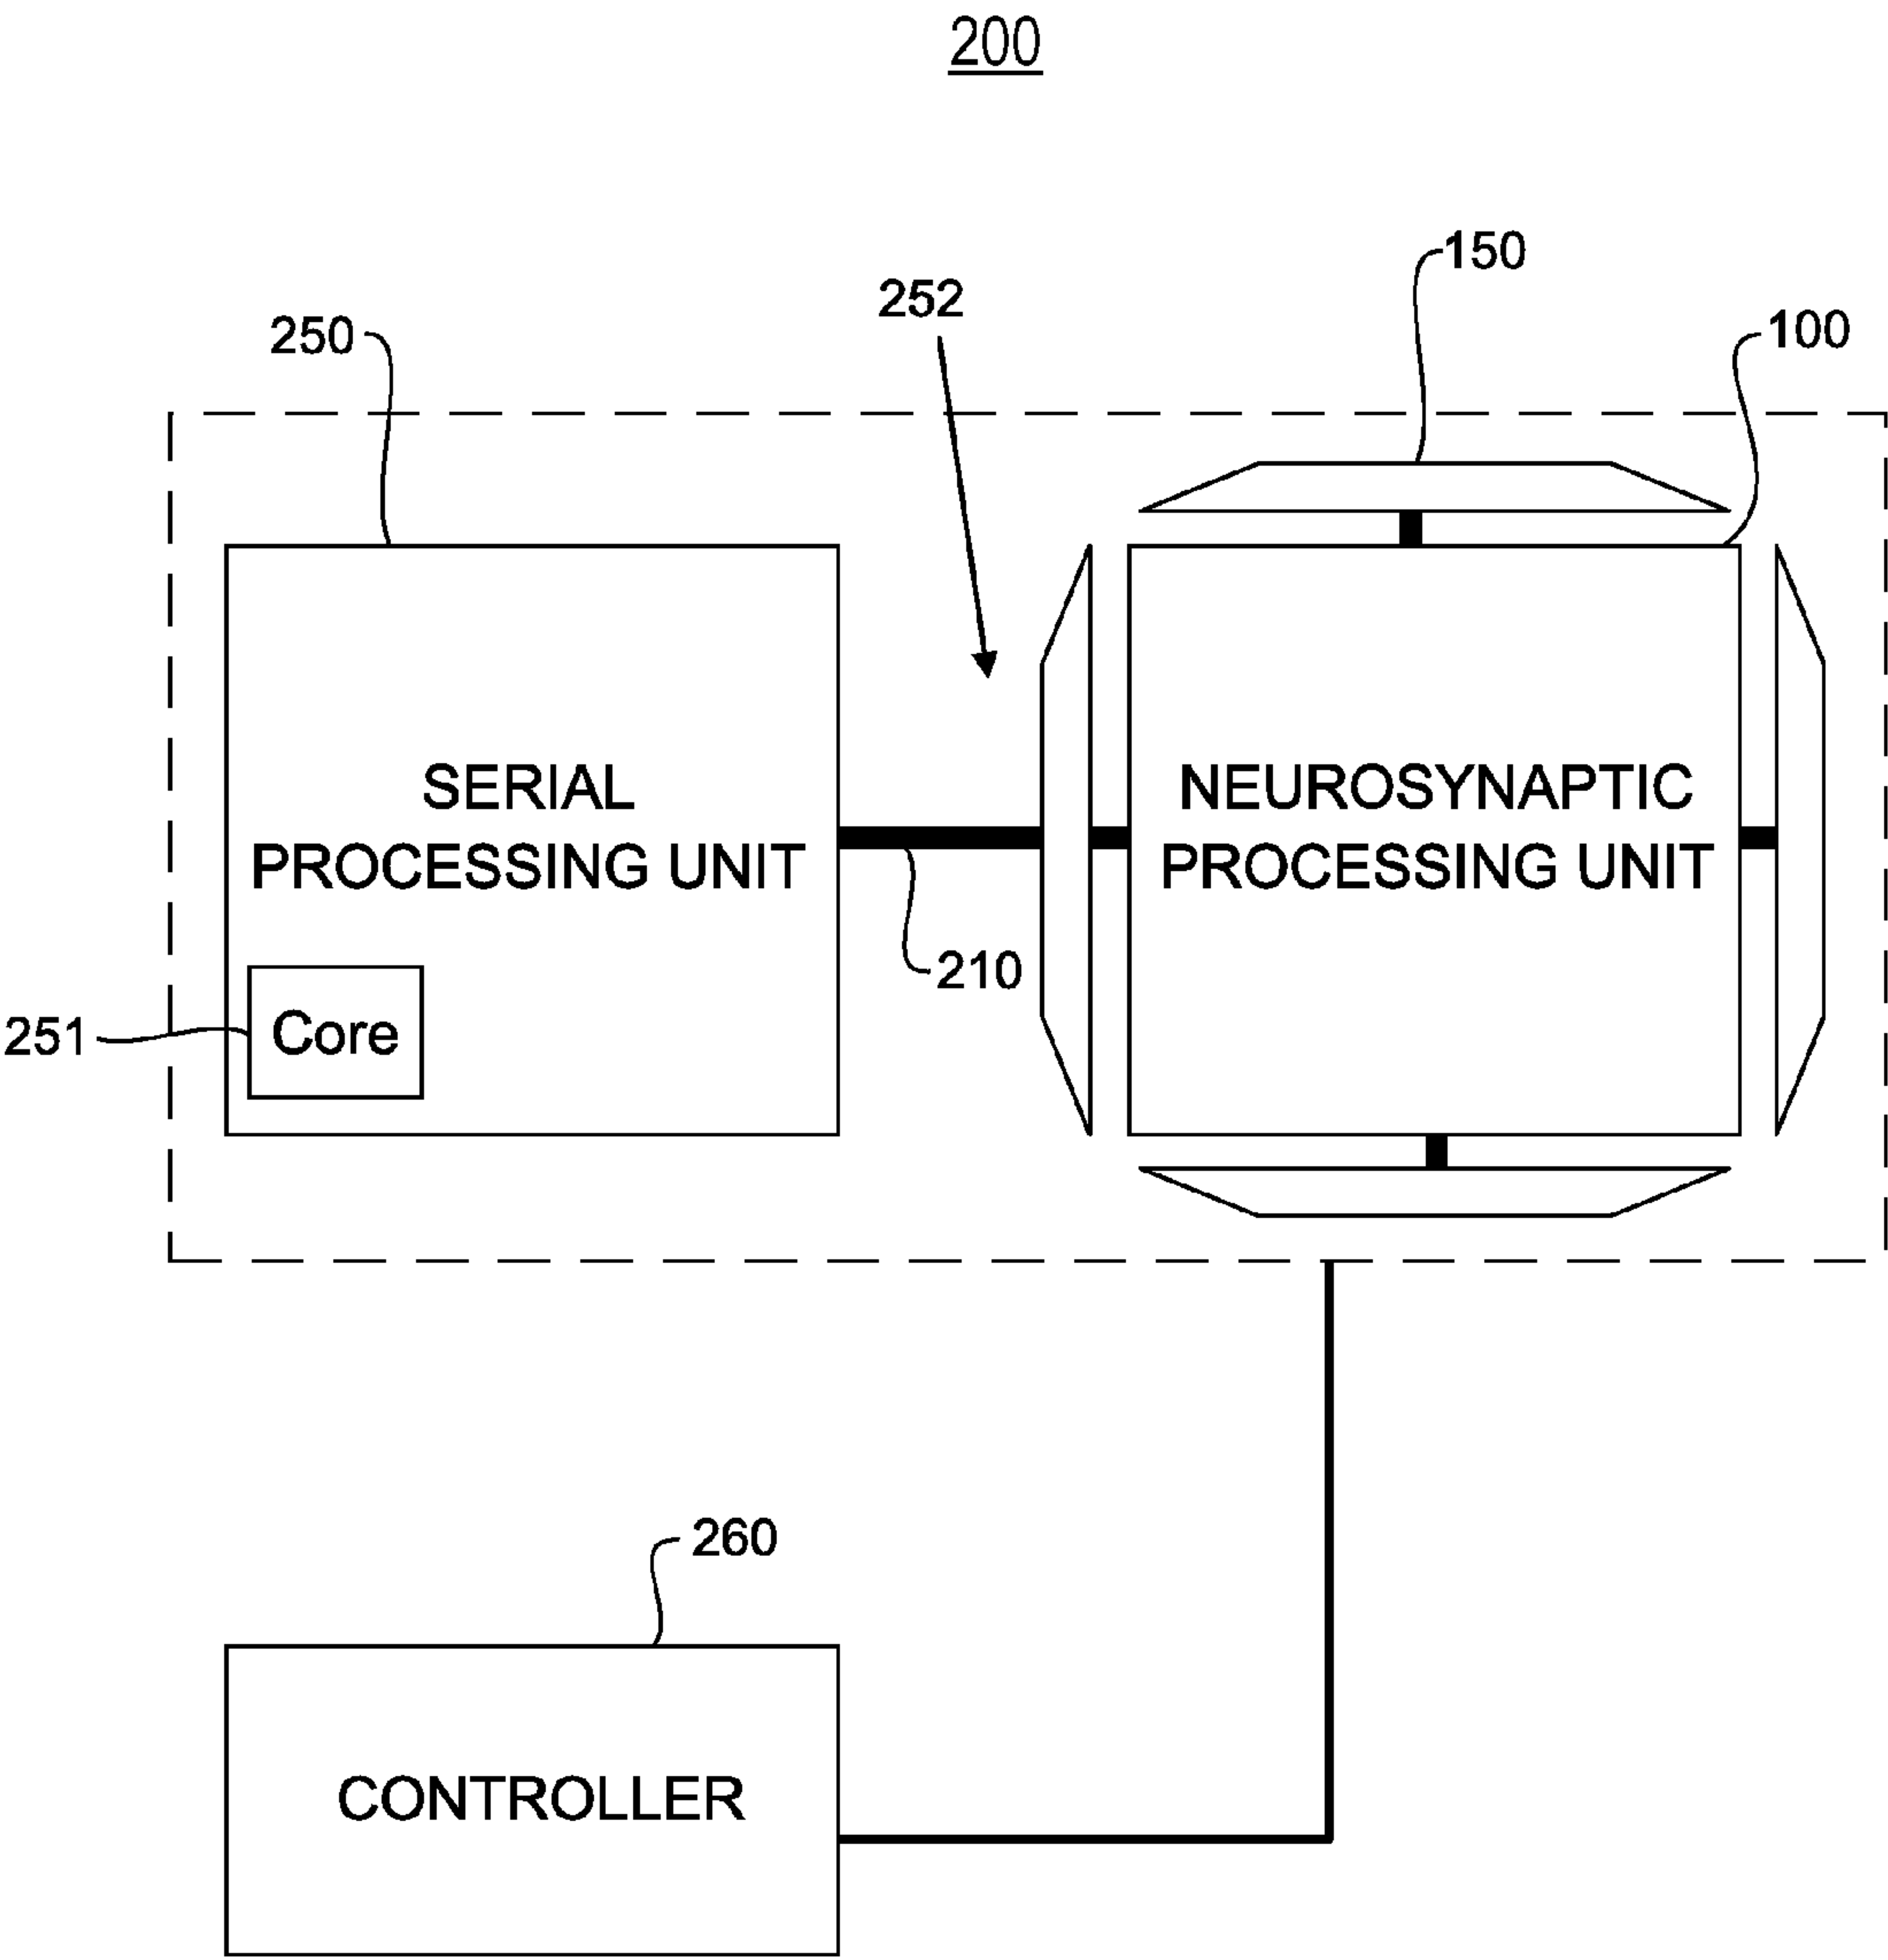 200
150
252
100
250
SERIAL
PROCESSING UNIT
NEUROSYNAPTIC
PROCESSING UNIT
210
251
Core
260
CONTROLLER